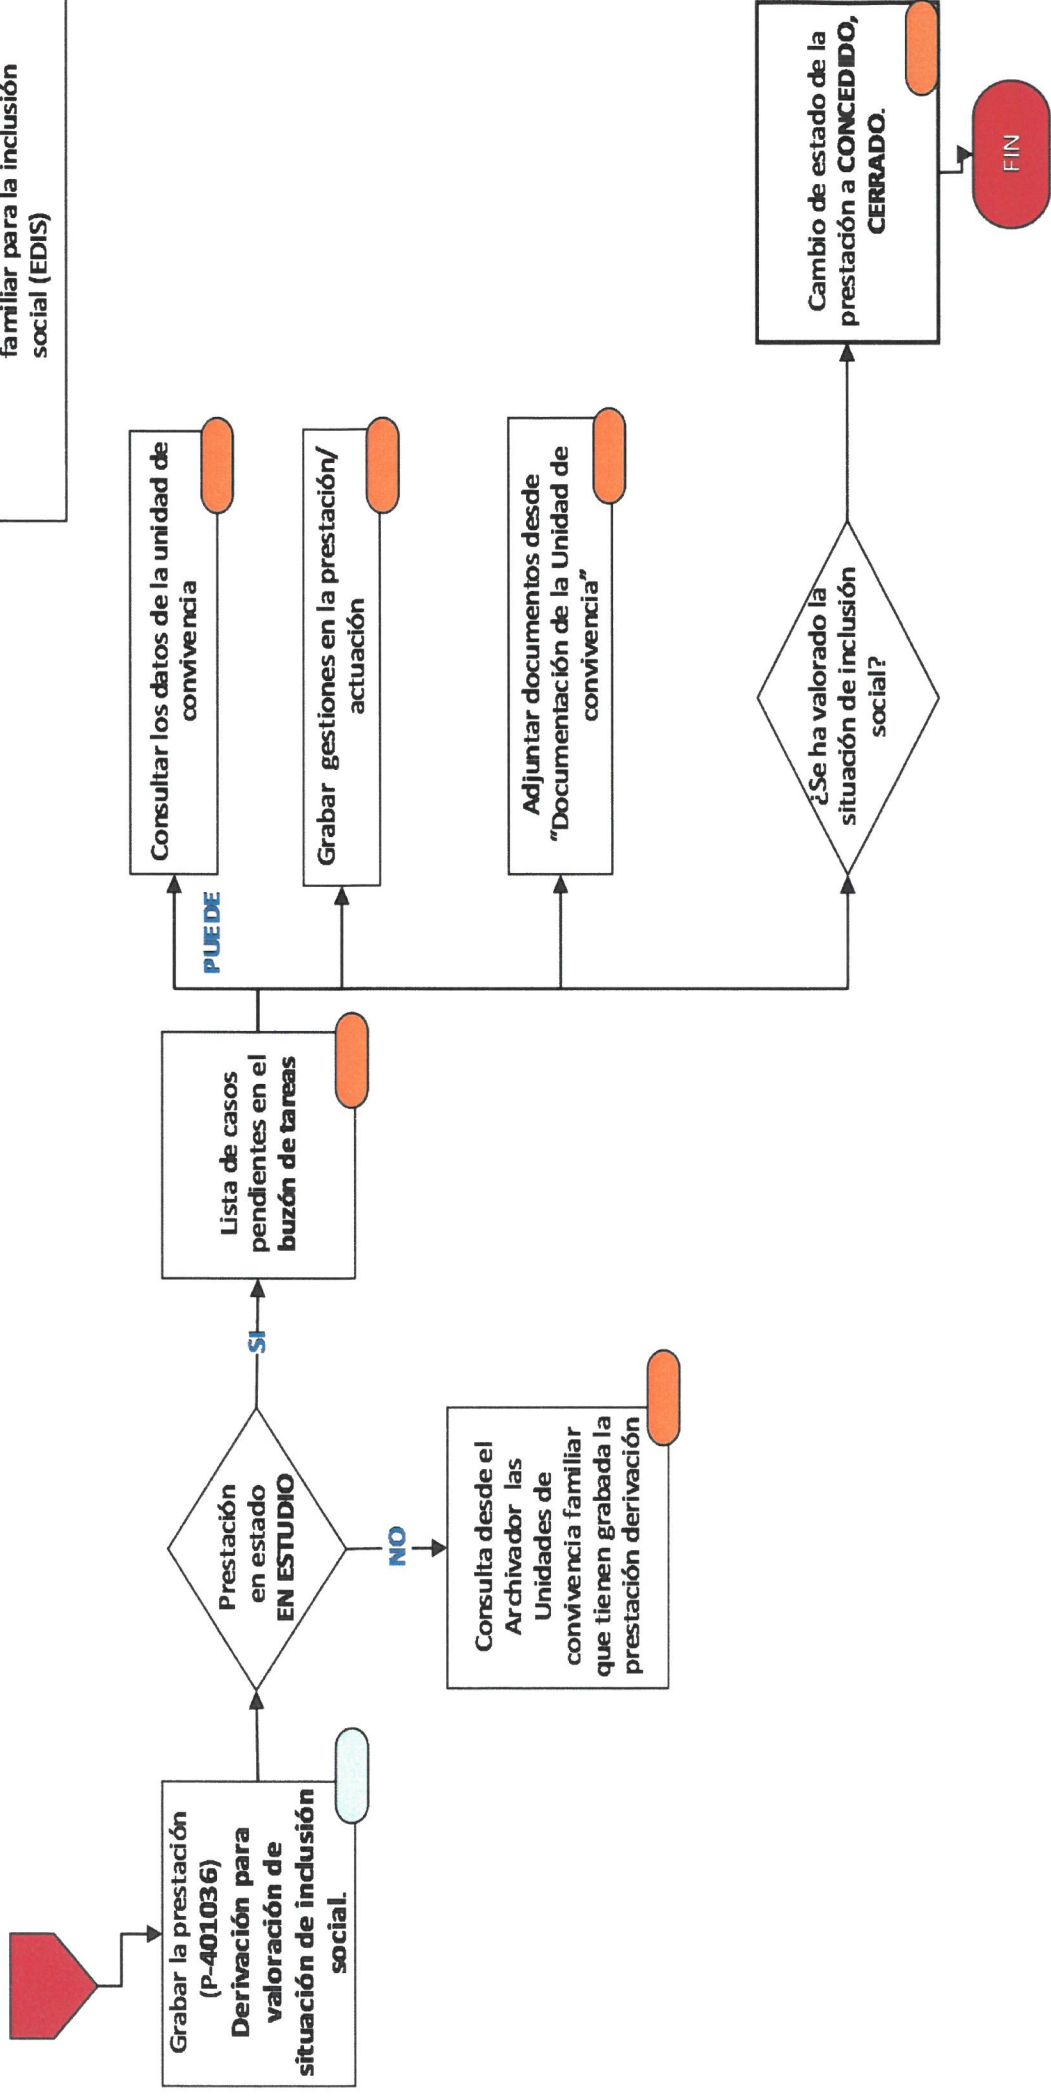 familiar para la inclusión
social (EDIS)
Grabar la prestación
(P-401036)
Derivación para
valoración de
situación de inclusión
social.
Prestación
en estado
EN ESTUDIO
SI
NO
Consulta desde el
Archivador las
Unidades de
convivencia familiar
que tienen grabada la
prestación derivación
Lista de casos
pendientes en el
buzón de tareas
PUEDE
Consultar los datos de la unidad de
convivencia
Grabar gestiones en la prestación/
actuación
Adjuntar documentos desde
"Documentación de la Unidad de
convivencia"
¿Se ha valorado la
situación de inclusión
social?
Cambio de estado de la
prestación a CONCEDIDO,
CERRADO.
FIN